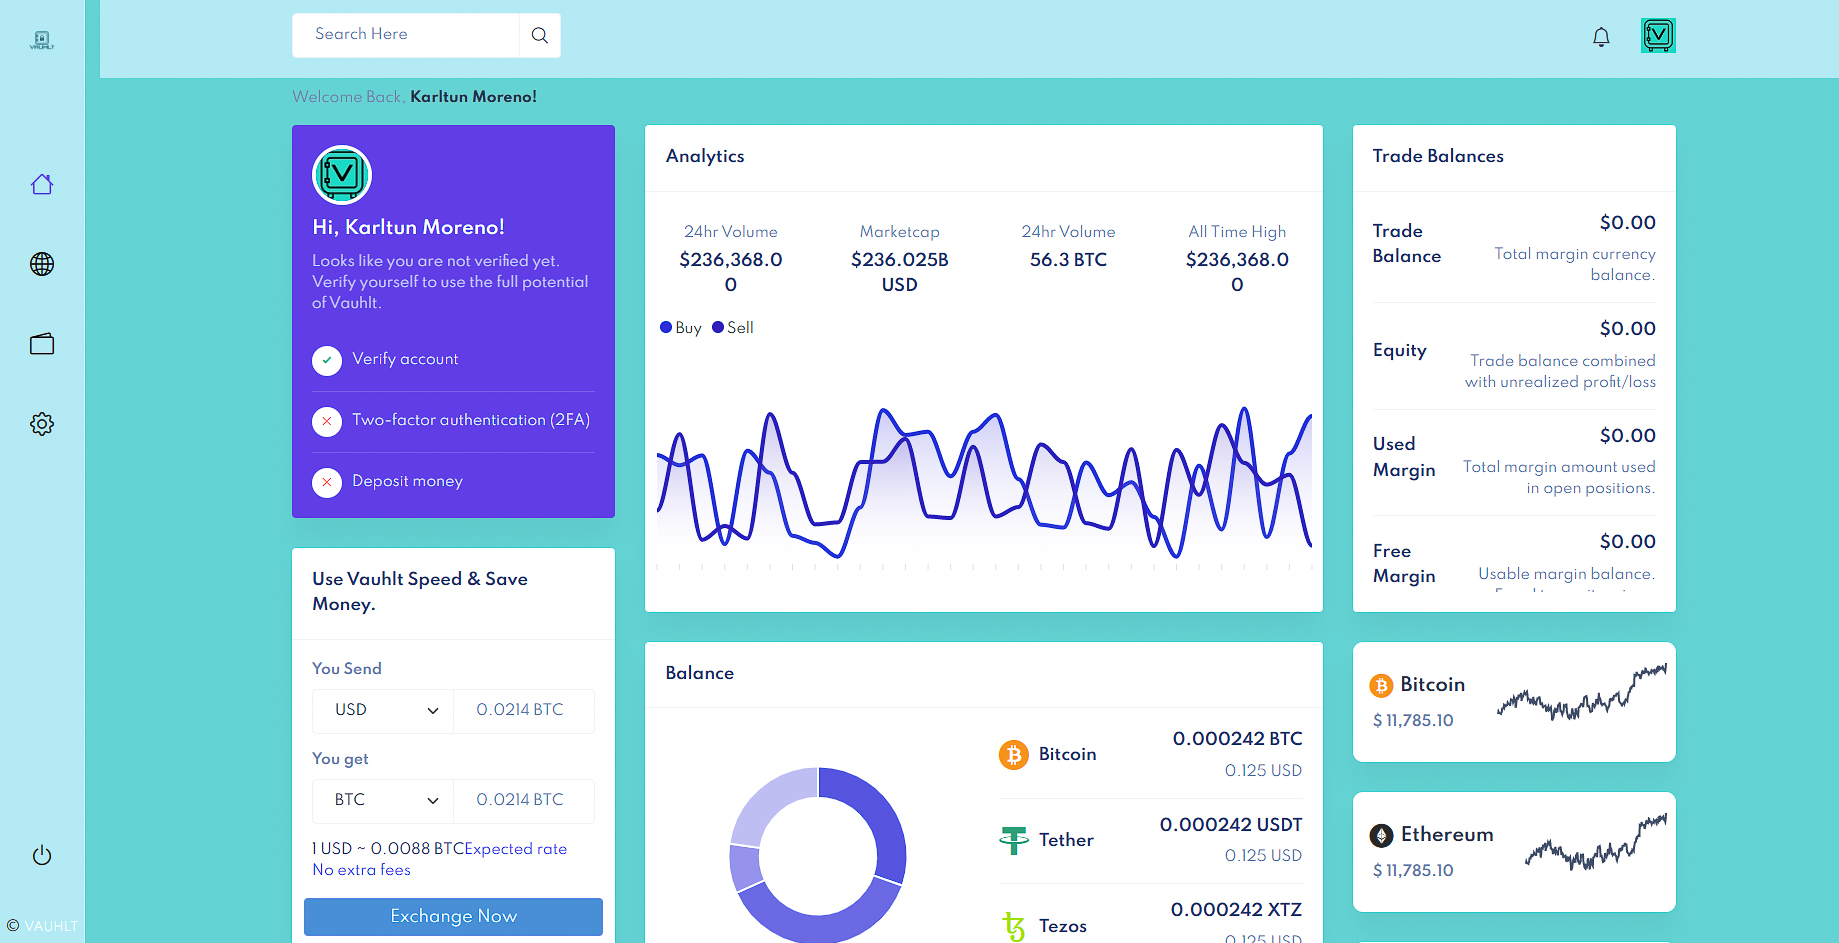 VAUHLT
Search Here
Welcome Back, Karltun Moreno!
Hi, Karltun Moreno!
Looks like you are not verified yet.
Verify yourself to use the full potential
of Vauhlt.
Verify account
Two-factor authentication (2FA)
Deposit money
Use Vauhlt Speed & Save
Money.
You Send
USD
0.0214 BTC
You get
BTC
0.0214 BTC
1 USD ~ 0.0088 BTCExpected rate
No extra fees
Exchange Now
Analytics
24hr Volume
$236,368.0
0
Marketcap
$236.025B
USD
24hr Volume
56.3 BTC
All Time High
$236,368.0
0
Buy
Sell
Balance
Bitcoin
0.000242 BTC
0.125 USD
Tether
0.000242 USDT
0.125 USD
Tezos
0.000242 XTZ
0.125 USD
Trade Balances
Trade
Balance
$0.00
Total margin currency
balance.
Equity
$0.00
Trade balance combined
with unrealized profit/loss
Used
Margin
$0.00
Total margin amount used
in open positions.
Free
Margin
$0.00
Usable margin balance.
Bitcoin
$ 11,785.10
Ethereum
$ 11,785.10
© VAUHLT